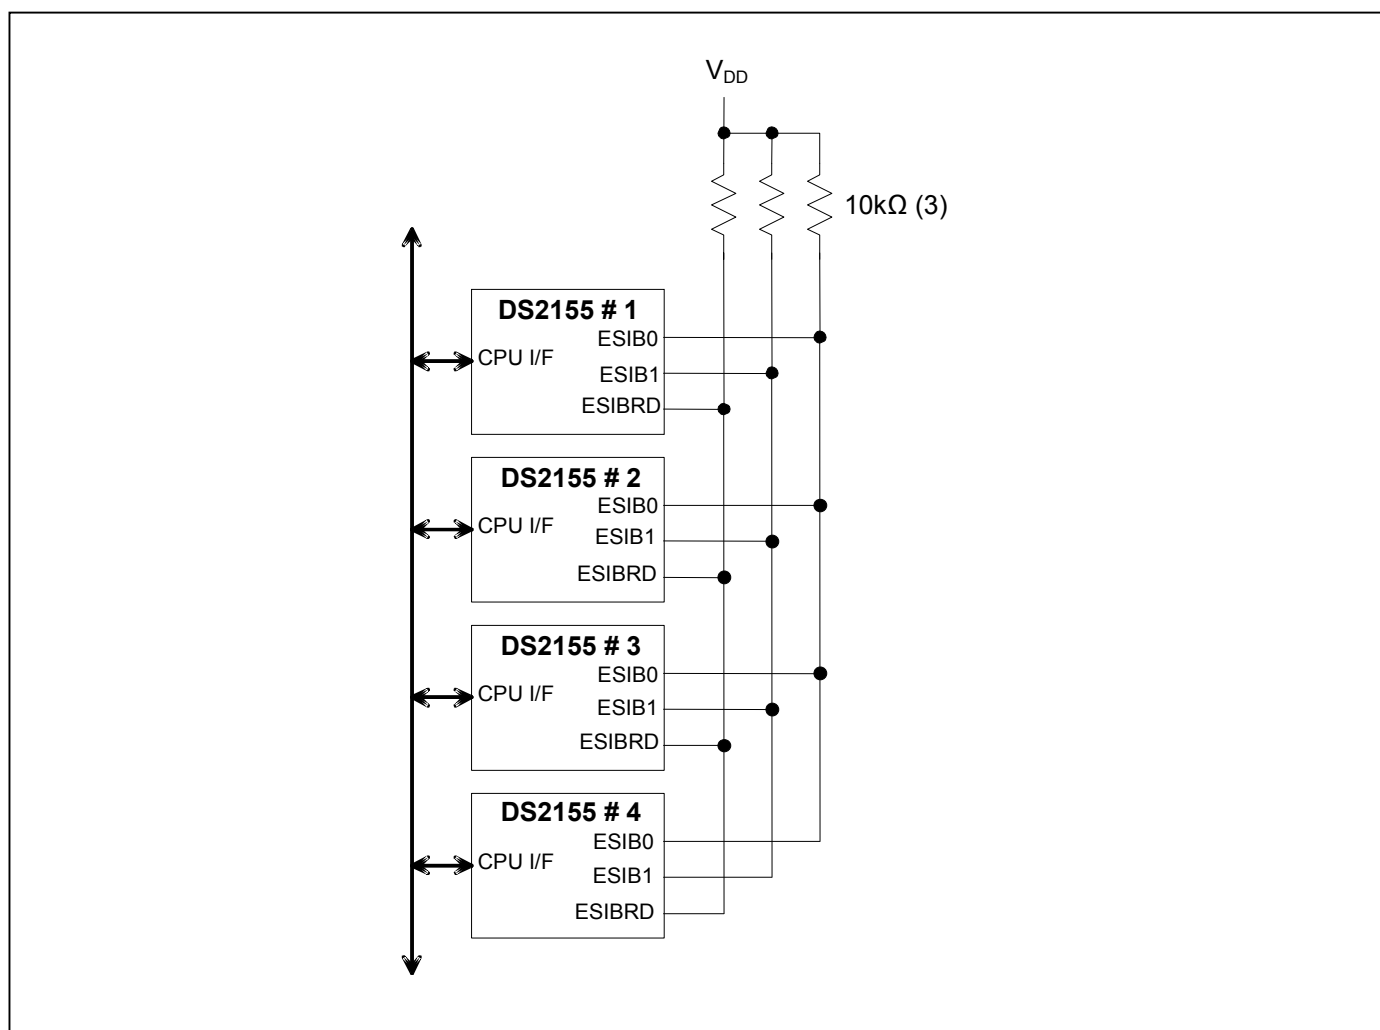 VDD
10kΩ (3)
DS2155 # 1
ESIB0
CPU I/F
ESIB1
ESIBRD
DS2155 # 2
ESIB0
CPU I/F
ESIB1
ESIBRD
DS2155 # 3
ESIB0
CPU I/F
ESIB1
ESIBRD
DS2155 # 4
ESIB0
CPU I/F
ESIB1
ESIBRD